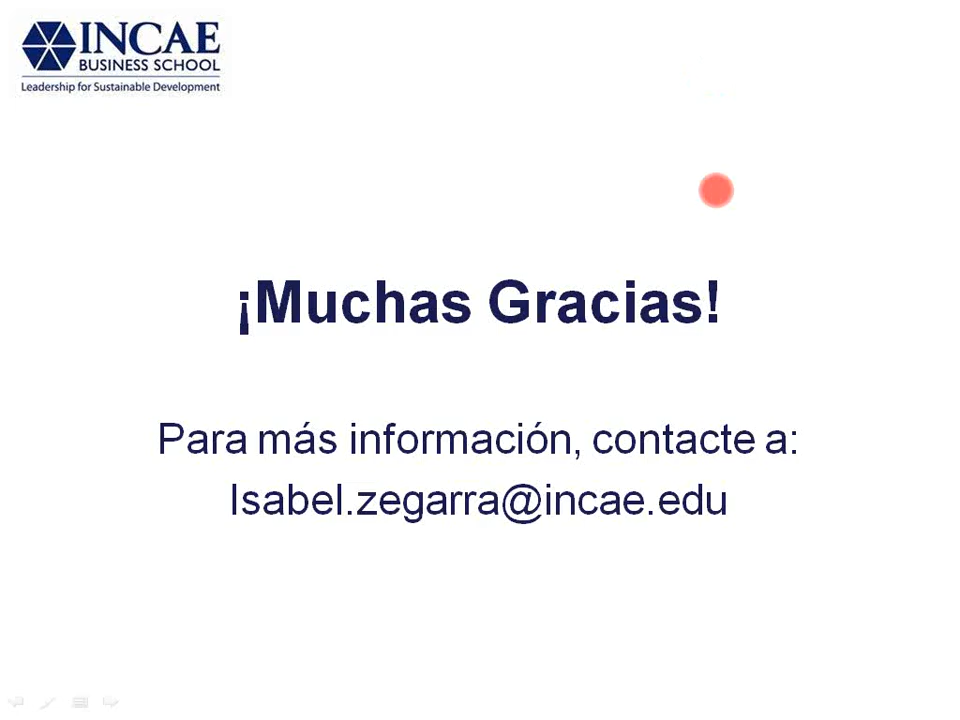 INCAE
BUSINESS SCHOOL
Leadership for Sustainable Development
¡Muchas Gracias!
Para más información, contacte a:
Isabel.zegarra@incae.edu